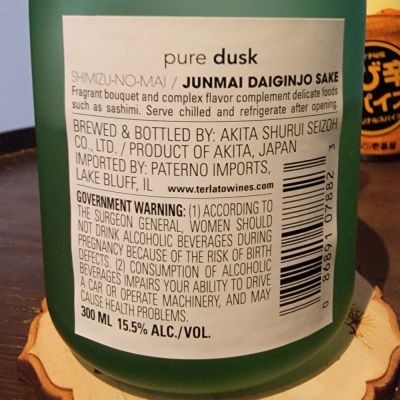 pure dusk
SHIMIZU-NO-MAI / JUNMAI DAIGINJO SAKE
Fragrant bouquet and complex flavor complement delicate foods
such as sashimi. Serve chilled and refrigerate after opening.
BREWED & BOTTLED BY: AKITA SHURUI SEIZOH
CO., LTD. / PRODUCT OF AKITA, JAPAN
IMPORTED BY: PATERNO IMPORTS,
LAKE BLUFF, IL www.terlatowines.com
GOVERNMENT WARNING: (1) ACCORDING TO
THE SURGEON GENERAL, WOMEN SHOULD
NOT DRINK ALCOHOLIC BEVERAGES DURING
PREGNANCY BECAUSE OF THE RISK OF BIRTH
DEFECTS. (2) CONSUMPTION OF ALCOHOLIC
BEVERAGES IMPAIRS YOUR ABILITY TO DRIVE
A CAR OR OPERATE MACHINERY, AND MAY
CAUSE HEALTH PROBLEMS.
300 ML 15.5% ALC./VOL.
0 86891 07882 3
び辛